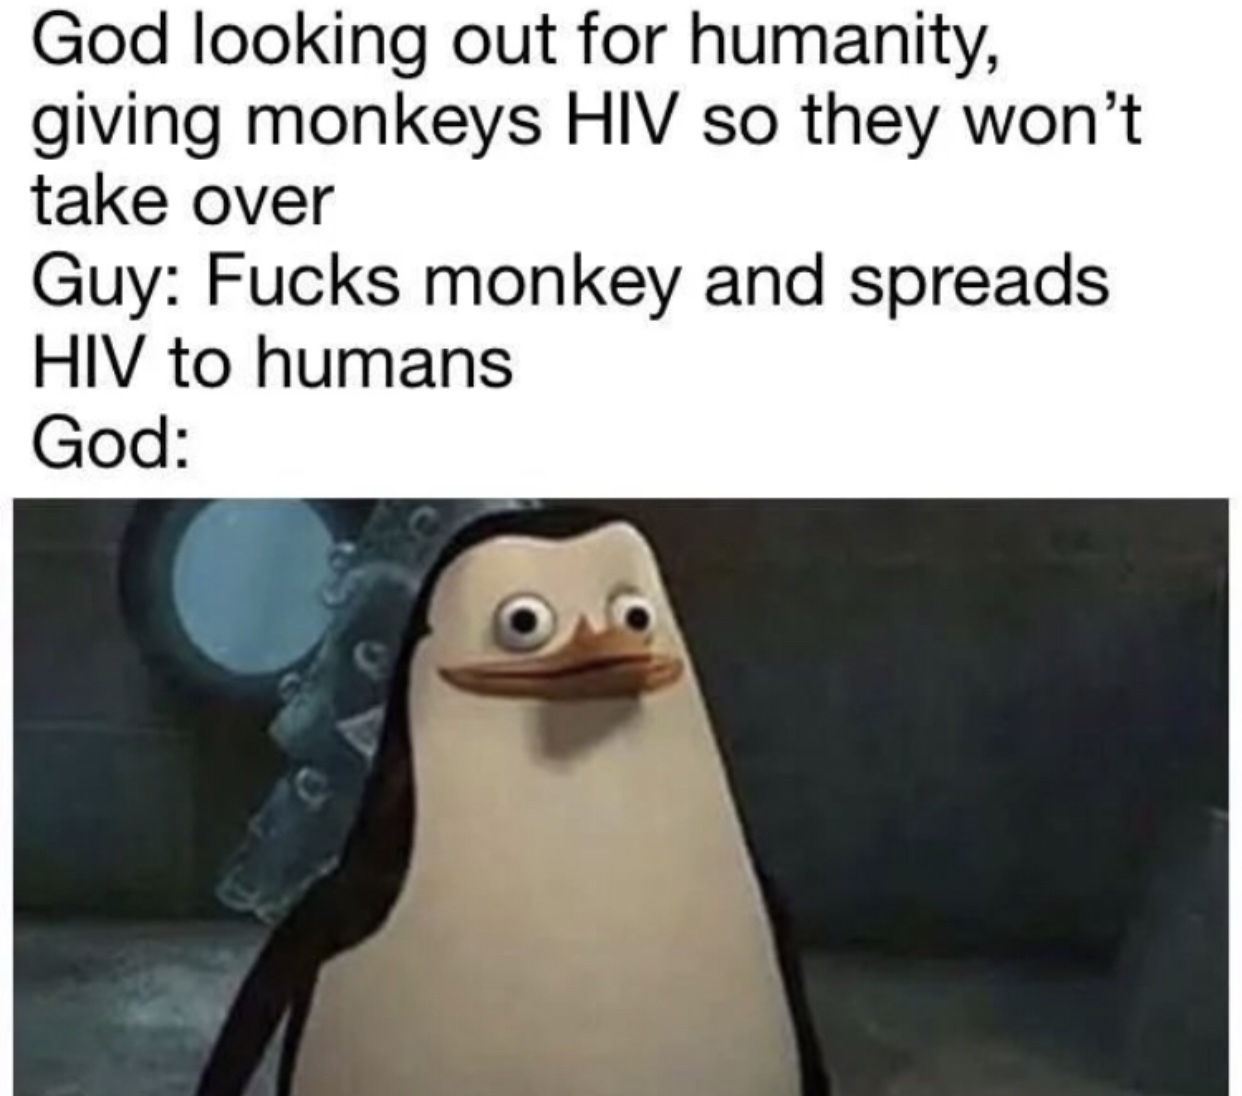 God looking out for humanity,
giving monkeys HIV so they won’t
take over
Guy: Fucks monkey and spreads
HIV to humans
God: